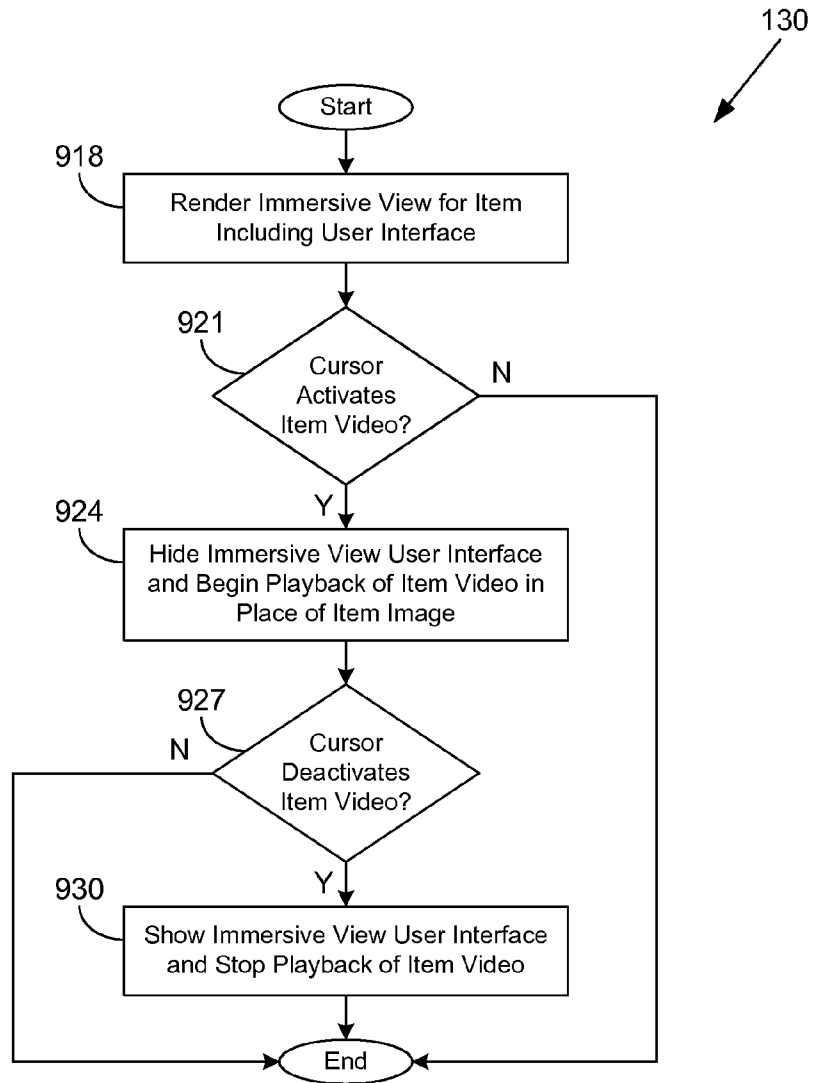 130
Start
918
Render Immersive View for Item
Including User Interface
921
Cursor
Activates
Item Video?
N
Y
924
Hide Immersive View User Interface
and Begin Playback of Item Video in
Place of Item Image
927
N
Cursor
Deactivates
Item Video?
Y
930
Show Immersive View User Interface
and Stop Playback of Item Video
End